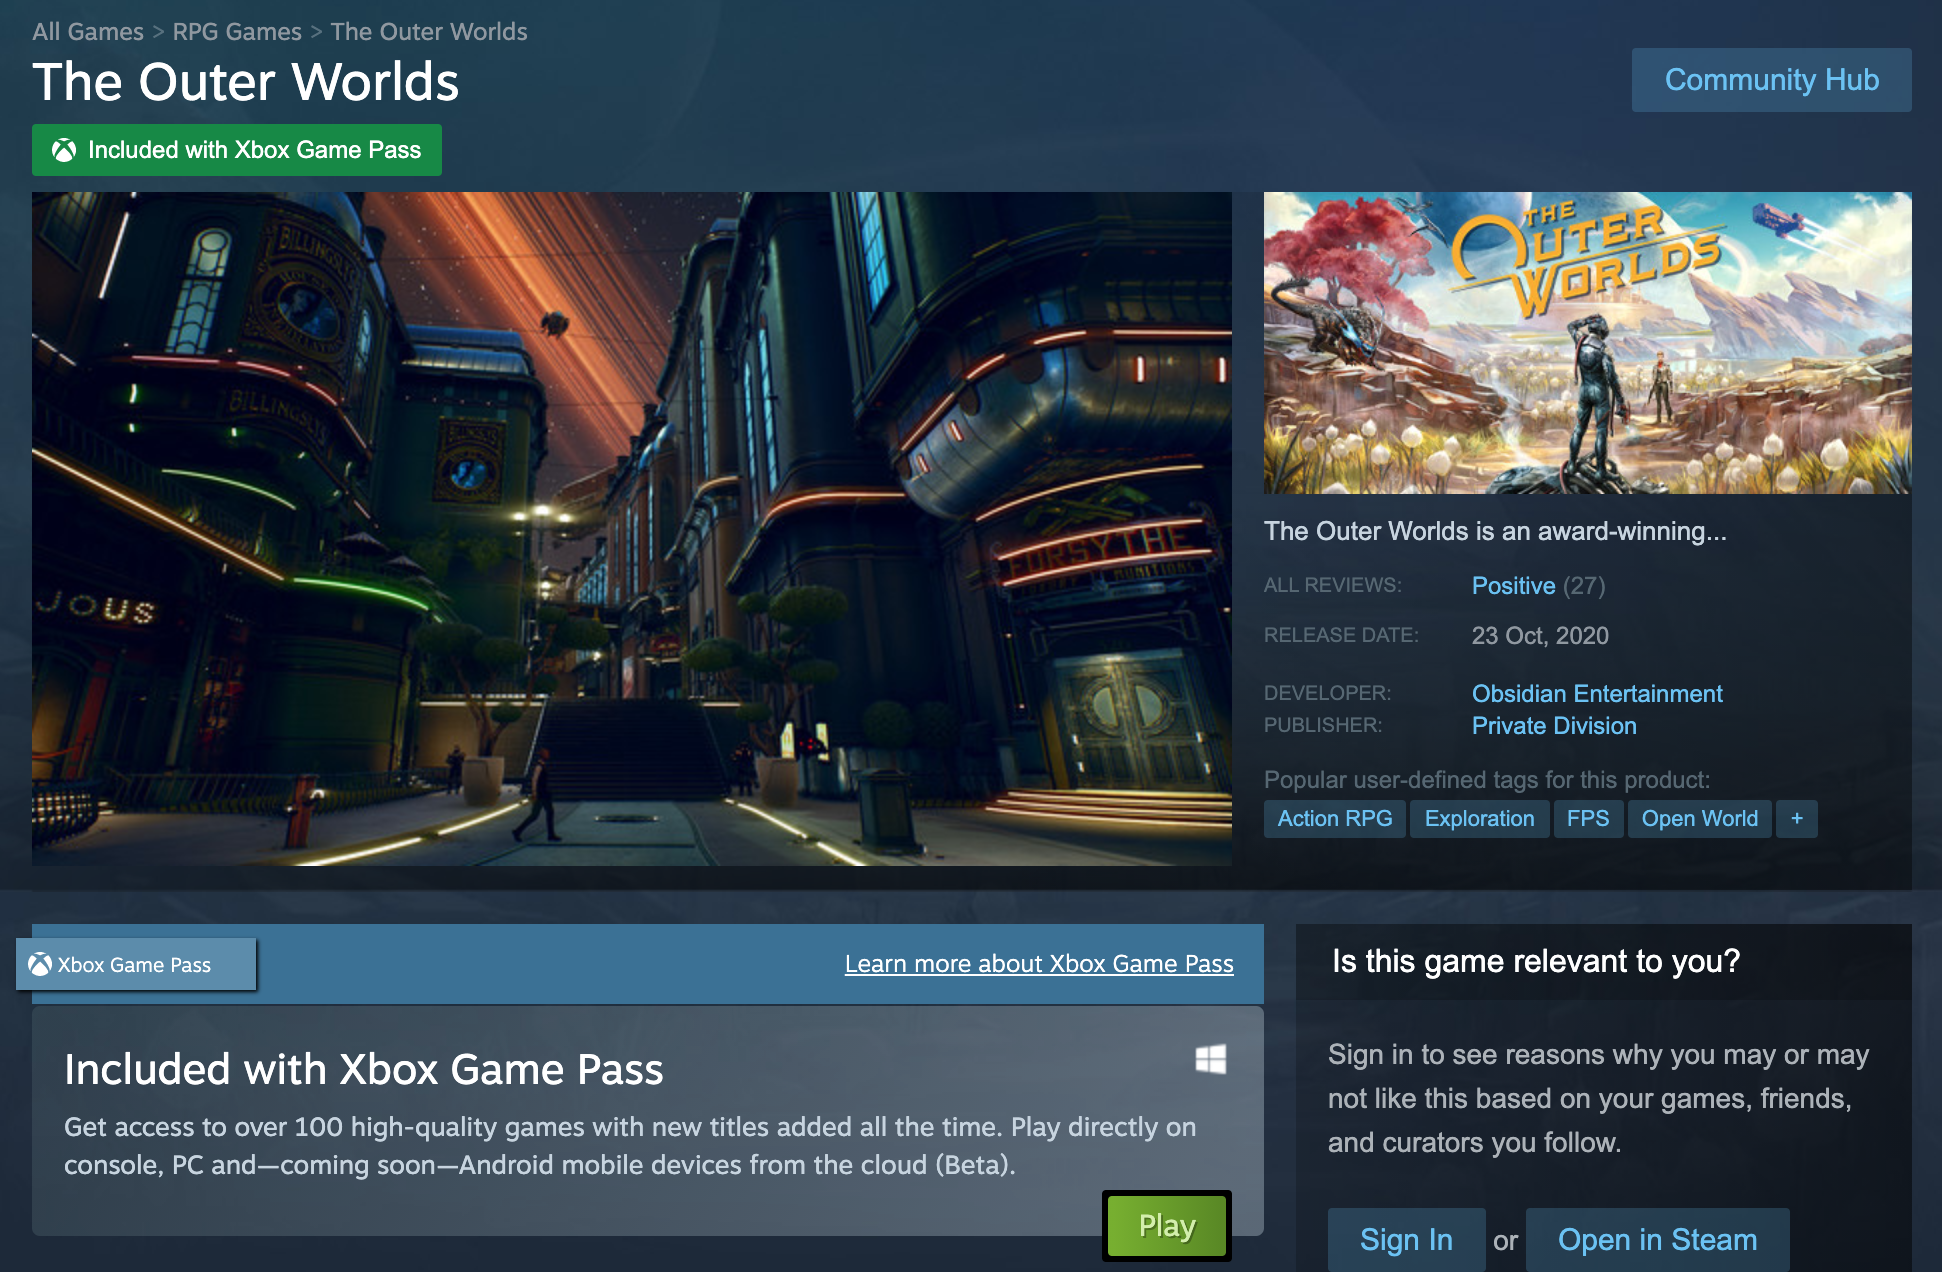 All Games > RPG Games > The Outer Worlds
The Outer Worlds
Community Hub
Included with Xbox Game Pass
BILLINGSLYS
BILLINGSLYS
BILLINGSLYS
JOUS
FORSYTHE
MUNITIONS
THE
OUTER
WORLDS
The Outer Worlds is an award-winning...
ALL REVIEWS: Positive (27)
RELEASE DATE: 23 Oct, 2020
DEVELOPER: Obsidian Entertainment
PUBLISHER: Private Division
Popular user-defined tags for this product:
Action RPG Exploration FPS Open World +
Xbox Game Pass
Learn more about Xbox Game Pass
Included with Xbox Game Pass
Get access to over 100 high-quality games with new titles added all the time. Play directly on
console, PC and—coming soon—Android mobile devices from the cloud (Beta).
Play
Is this game relevant to you?
Sign in to see reasons why you may or may
not like this based on your games, friends,
and curators you follow.
Sign In or Open in Steam